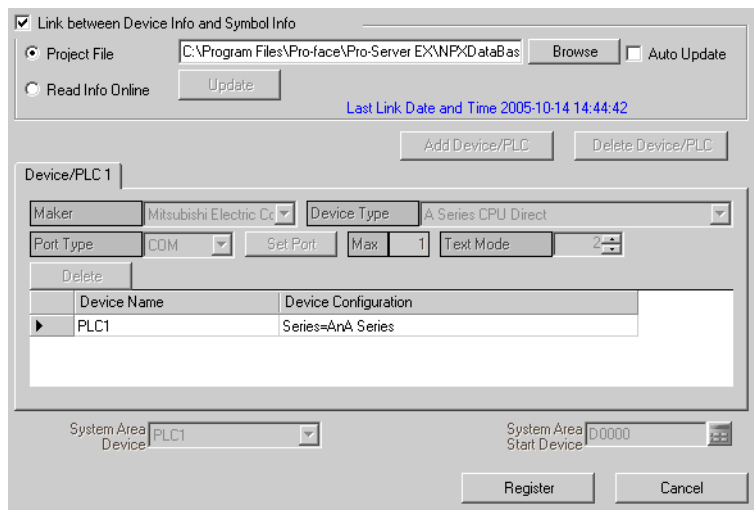 Link between Device Info and Symbol Info
Project File C:\Program Files\Pro-face\Pro-Server EX\NPXDataBas Browse Auto Update
Read Info Online Update
Last Link Date and Time 2005-10-14 14:44:42
Add Device/PLC Delete Device/PLC
Device/PLC 1
Maker Mitsubishi Electric Cc Device Type A Series CPU Direct
Port Type COM Set Port Max 1 Text Mode 2
Delete
Device Name Device Configuration
PLC1 Series=AnA Series
System Area Device PLC1 System Area Start Device D0000
Register Cancel